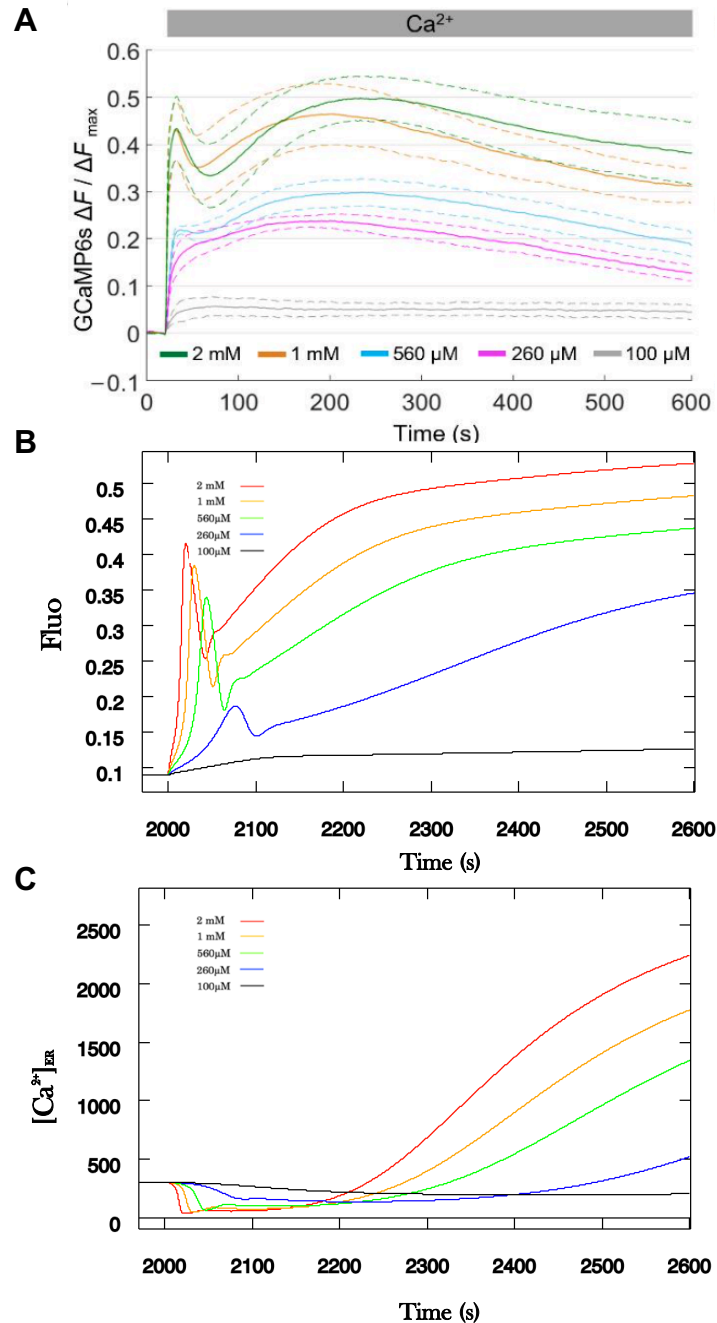 A
Ca²⁺
0.6
0.5
0.4
0.3
0.2
0.1
0
−0.1
GCaMP6s ΔF / ΔFmax
2 mM 1 mM 560 μM 260 μM 100 μM
0 100 200 300 400 500 600
Time (s)
B
2 mM
1 mM
560μM
260μM
100μM
0.5
0.45
0.4
0.35
0.3
0.25
0.2
0.15
0.1
Fluo
2000 2100 2200 2300 2400 2500 2600
Time (s)
C
2 mM
1 mM
560μM
260μM
100μM
2500
2000
1500
1000
500
0
[Ca²⁺]ER
2000 2100 2200 2300 2400 2500 2600
Time (s)